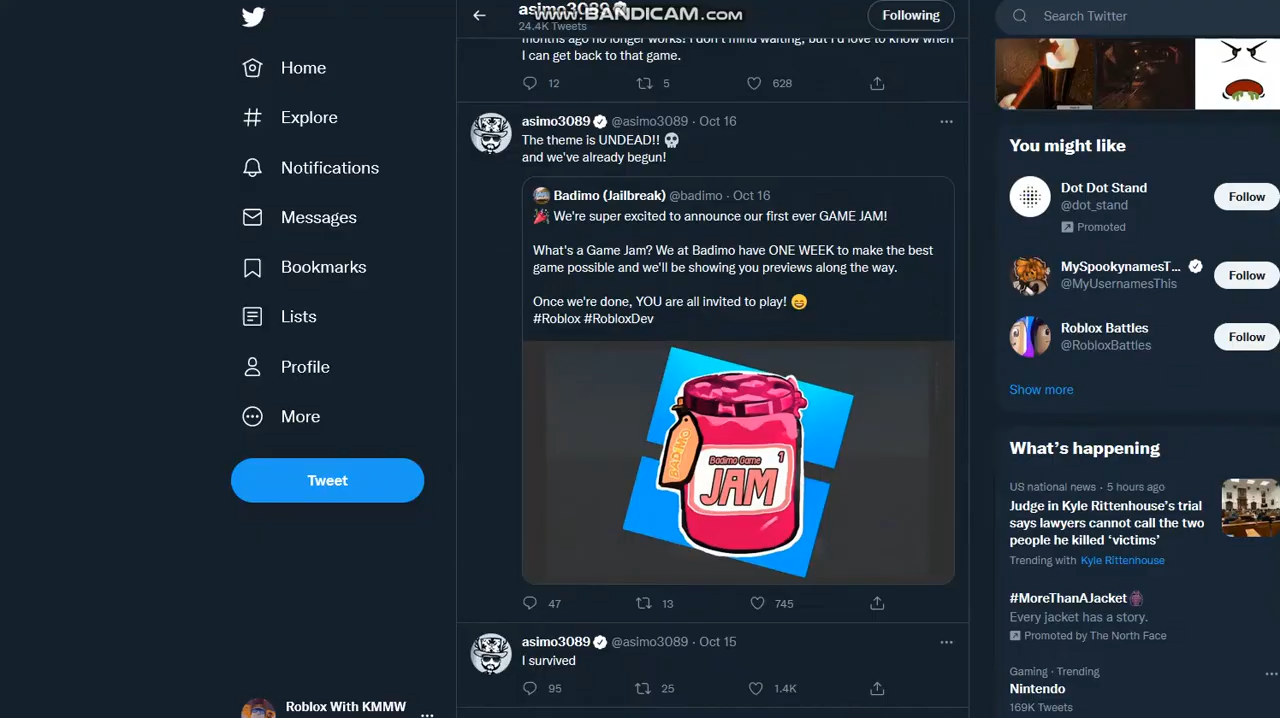 www.BANDICAM.com
asimo3089
24.4K Tweets
Following
Search Twitter
months ago no longer works! I don't mind waiting, but I'd love to know when
I can get back to that game.
12
5
628
Home
Explore
Notifications
Messages
Bookmarks
Lists
Profile
More
Tweet
Roblox With KMMW
asimo3089 @asimo3089 · Oct 16
The theme is UNDEAD!! 💀
and we've already begun!
Badimo (Jailbreak) @badimo · Oct 16
🎉 We're super excited to announce our first ever GAME JAM!
What's a Game Jam? We at Badimo have ONE WEEK to make the best
game possible and we'll be showing you previews along the way.
Once we're done, YOU are all invited to play! 😄
#Roblox #RobloxDev
BADIMO
Badimo Game 1
JAM
47
13
745
asimo3089 @asimo3089 · Oct 15
I survived
95
25
1.4K
You might like
Dot Dot Stand
@dot_stand
Promoted
Follow
MySpookynamesT...
@MyUsernamesThis
Follow
Roblox Battles
@RobloxBattles
Follow
Show more
What's happening
US national news · 5 hours ago
Judge in Kyle Rittenhouse's trial
says lawyers cannot call the two
people he killed 'victims'
Trending with Kyle Rittenhouse
#MoreThanAJacket
Every jacket has a story.
Promoted by The North Face
Gaming · Trending
Nintendo
169K Tweets